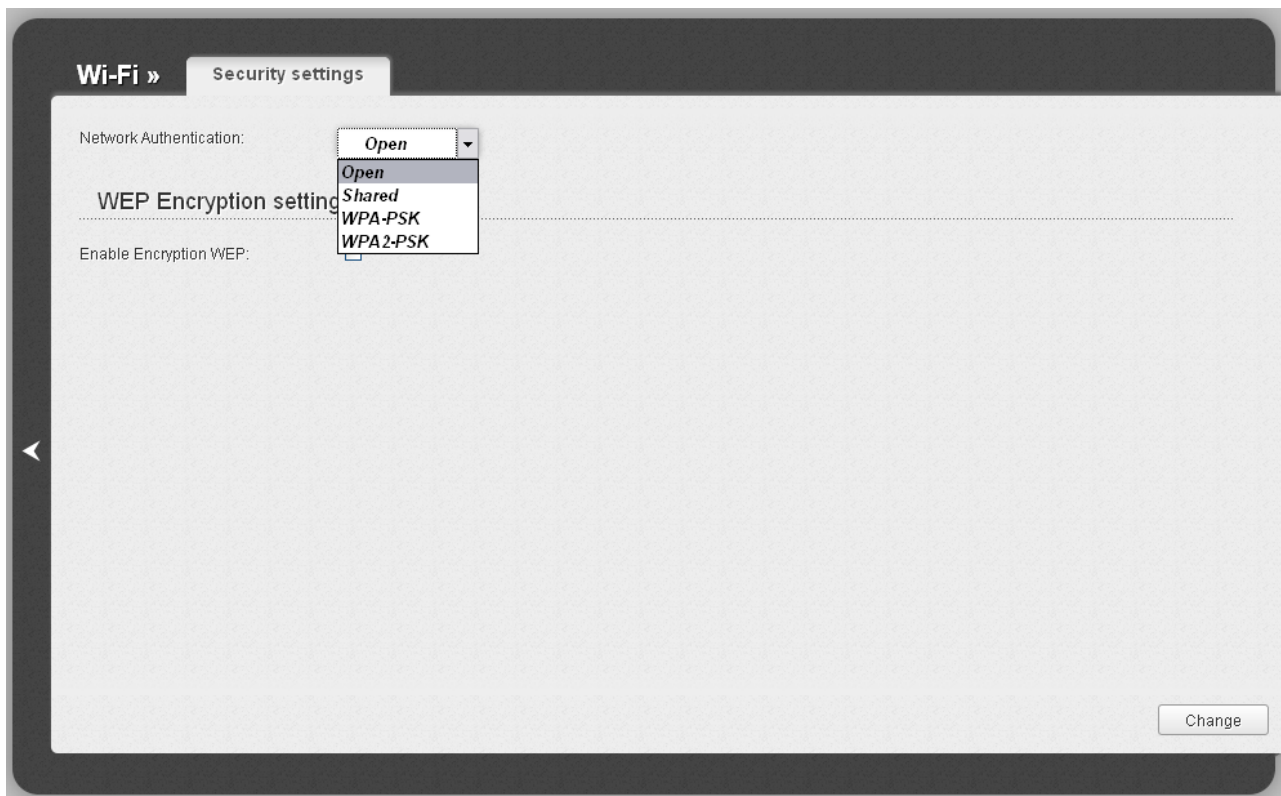 Wi-Fi »
Security settings
Network Authentication:
Open
Open
Shared
WPA-PSK
WPA2-PSK
WEP Encryption setting
Enable Encryption WEP:
Change